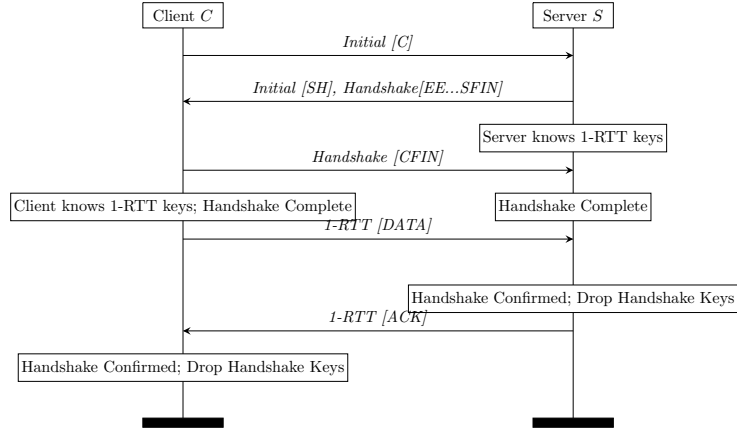 Client C
Server S
Initial [C]
Initial [SH], Handshake[EE...SFIN]
Server knows 1-RTT keys
Handshake [CFIN]
Client knows 1-RTT keys; Handshake Complete
Handshake Complete
1-RTT [DATA]
Handshake Confirmed; Drop Handshake Keys
1-RTT [ACK]
Handshake Confirmed; Drop Handshake Keys